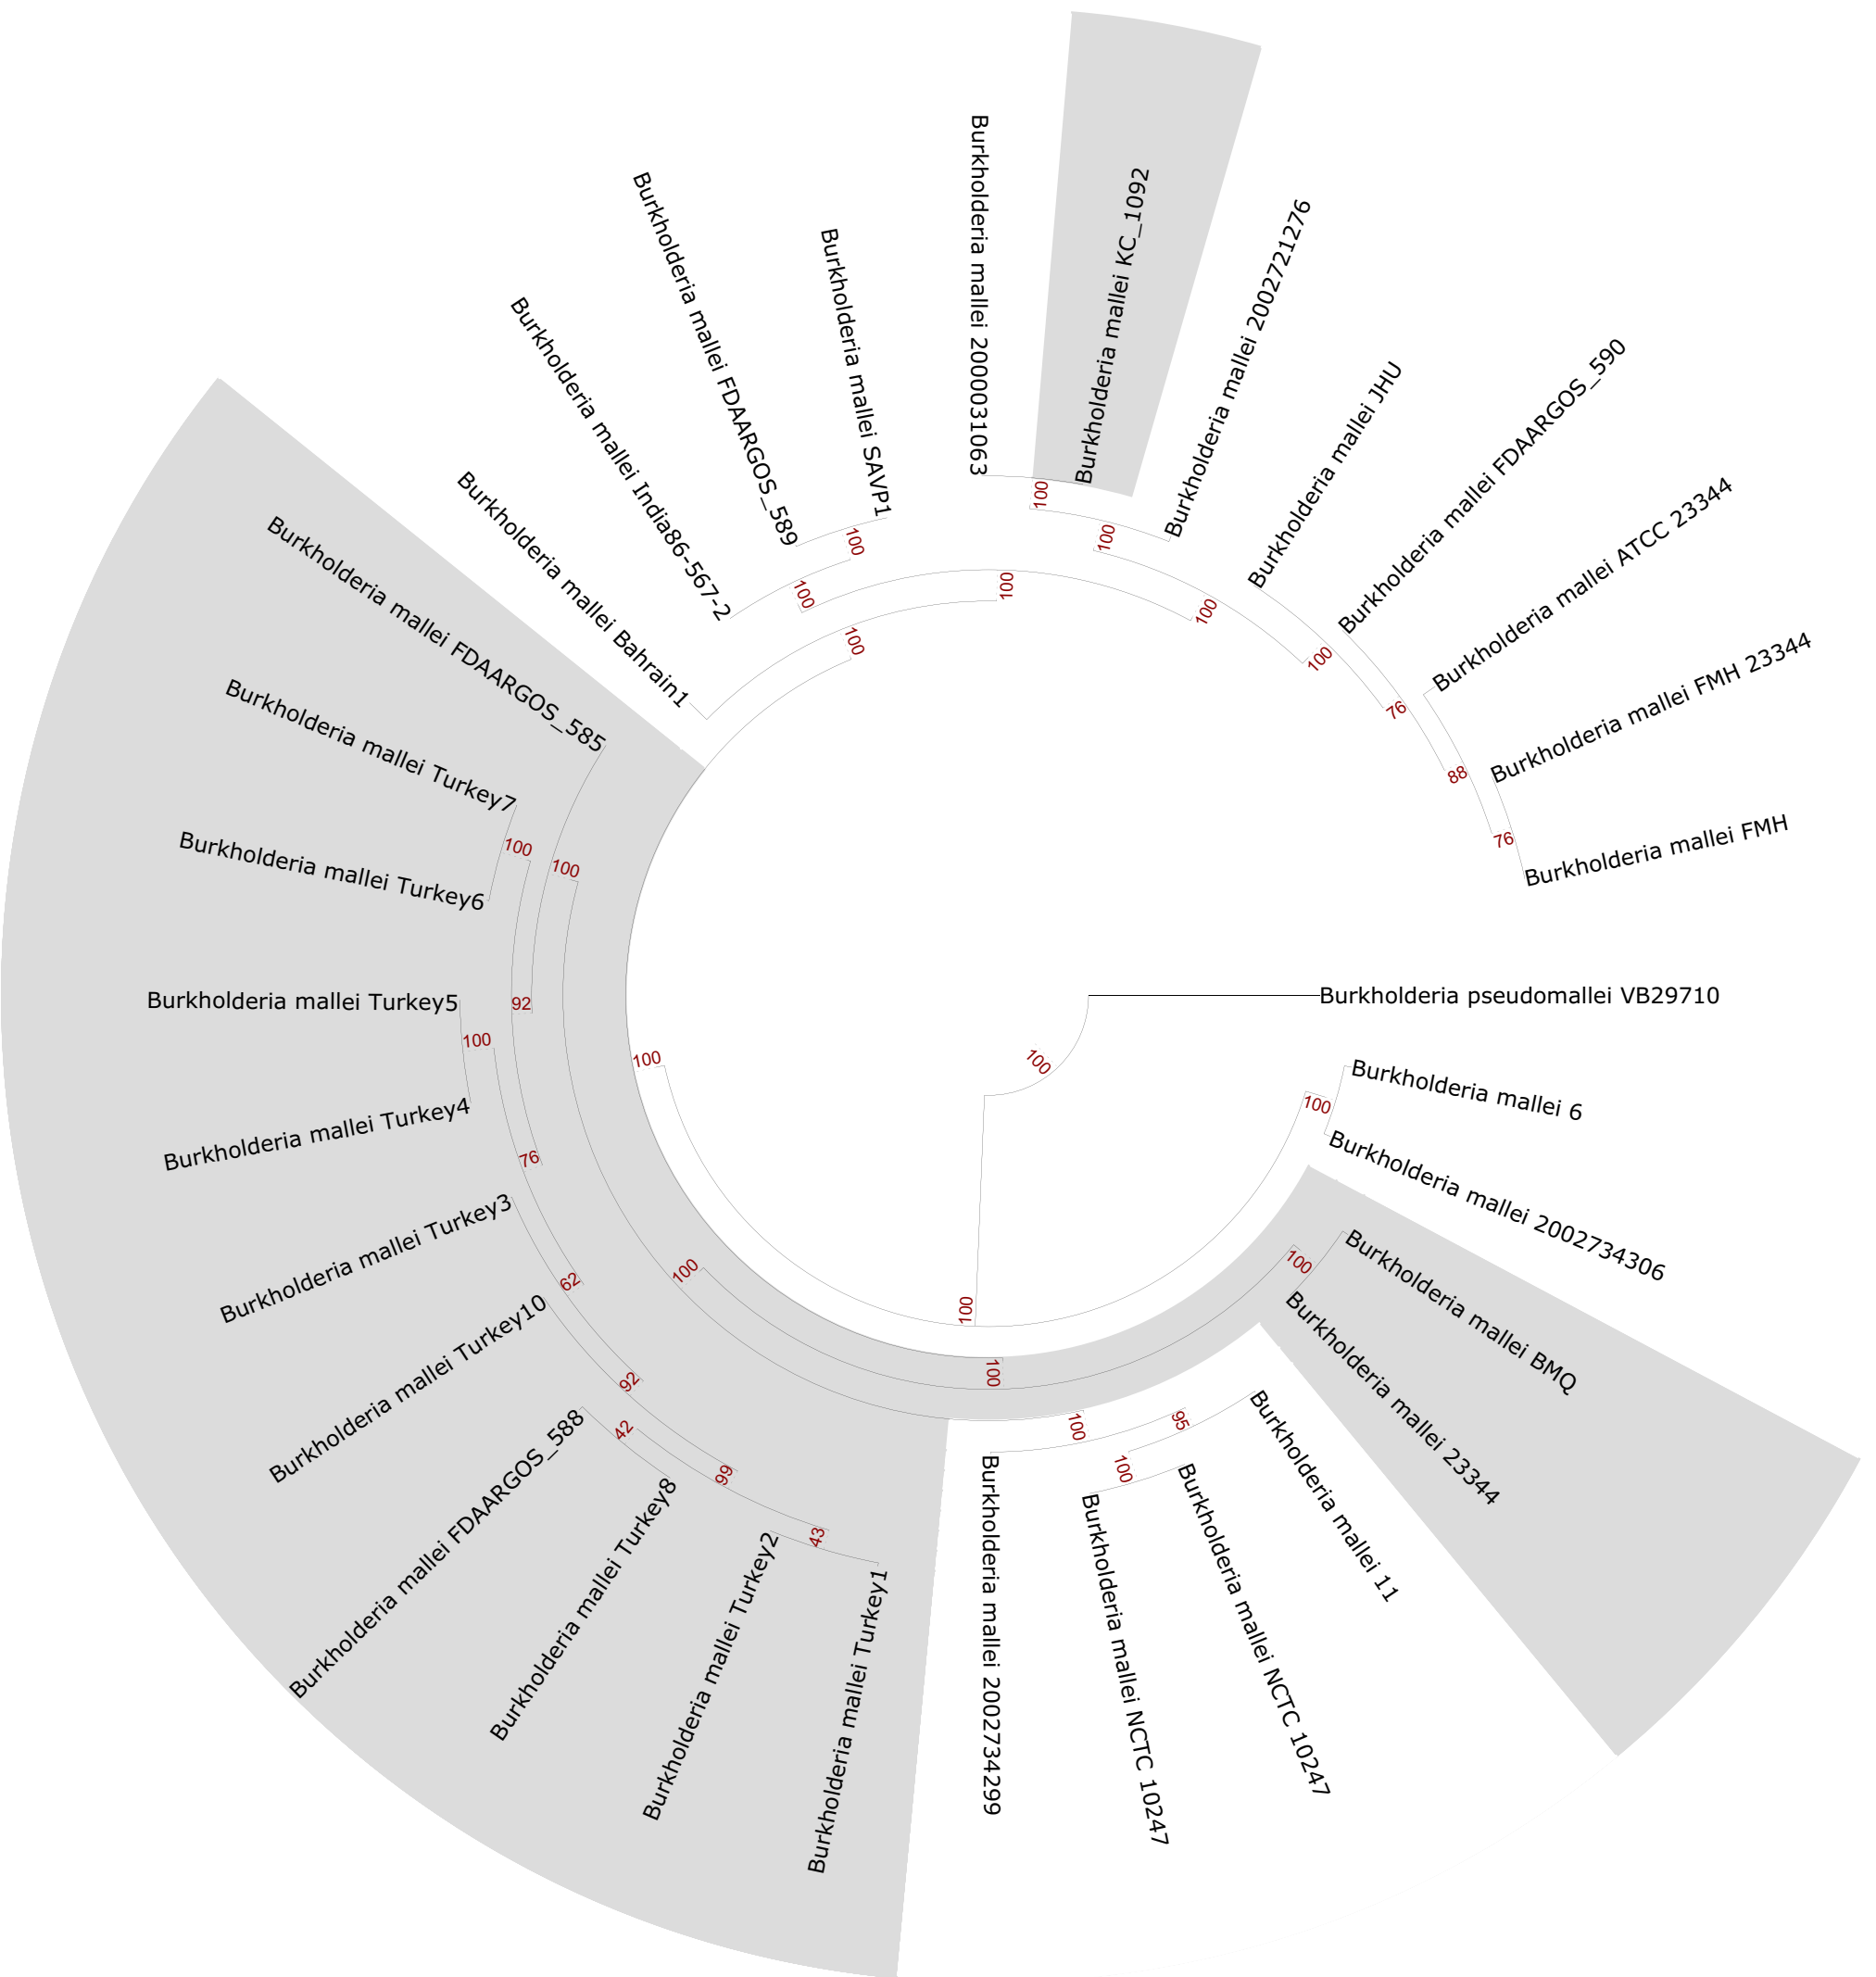 Burkholderia mallei 2000031063
Burkholderia mallei KC_1092
Burkholderia mallei 2002721276
Burkholderia mallei JHU
Burkholderia mallei FDAARGOS_590
Burkholderia mallei ATCC 23344
Burkholderia mallei FMH 23344
Burkholderia mallei FMH
Burkholderia pseudomallei VB29710
Burkholderia mallei 6
Burkholderia mallei 2002734306
Burkholderia mallei BMQ
Burkholderia mallei 23344
Burkholderia mallei 11
Burkholderia mallei NCTC 10247
Burkholderia mallei NCTC 10247
Burkholderia mallei 2002734299
Burkholderia mallei Turkey1
Burkholderia mallei Turkey2
Burkholderia mallei Turkey8
Burkholderia mallei FDAARGOS_588
Burkholderia mallei Turkey10
Burkholderia mallei Turkey3
Burkholderia mallei Turkey4
Burkholderia mallei Turkey5
Burkholderia mallei Turkey6
Burkholderia mallei Turkey7
Burkholderia mallei FDAARGOS_585
Burkholderia mallei Bahrain1
Burkholderia mallei India86-567-2
Burkholderia mallei FDAARGOS_589
Burkholderia mallei SAVP1
100
100
100
100
76
88
76
100
100
100
100
100
100
100
92
100
76
62
92
42
99
43
100
100
100
100
100
95
100
100
100
100